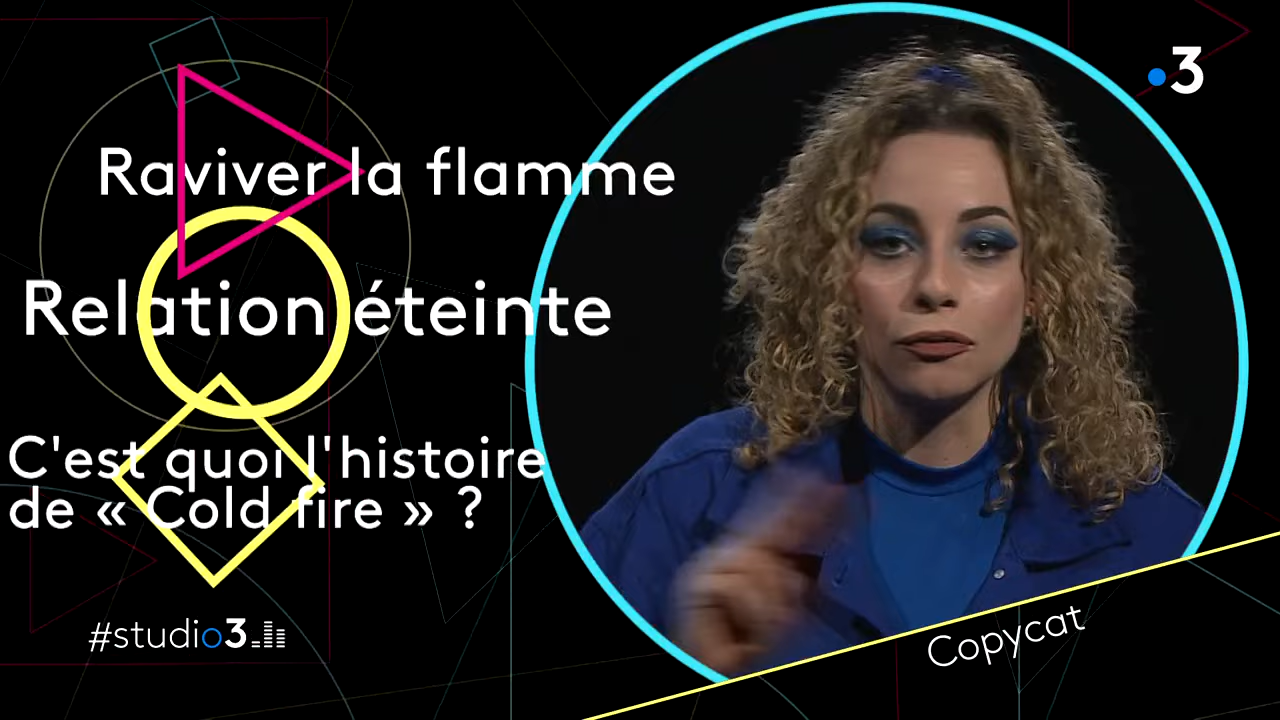 3
Raviver la flamme
Relation éteinte
C'est quoi l'histoire
de « Cold fire » ?
#studio3
Copycat